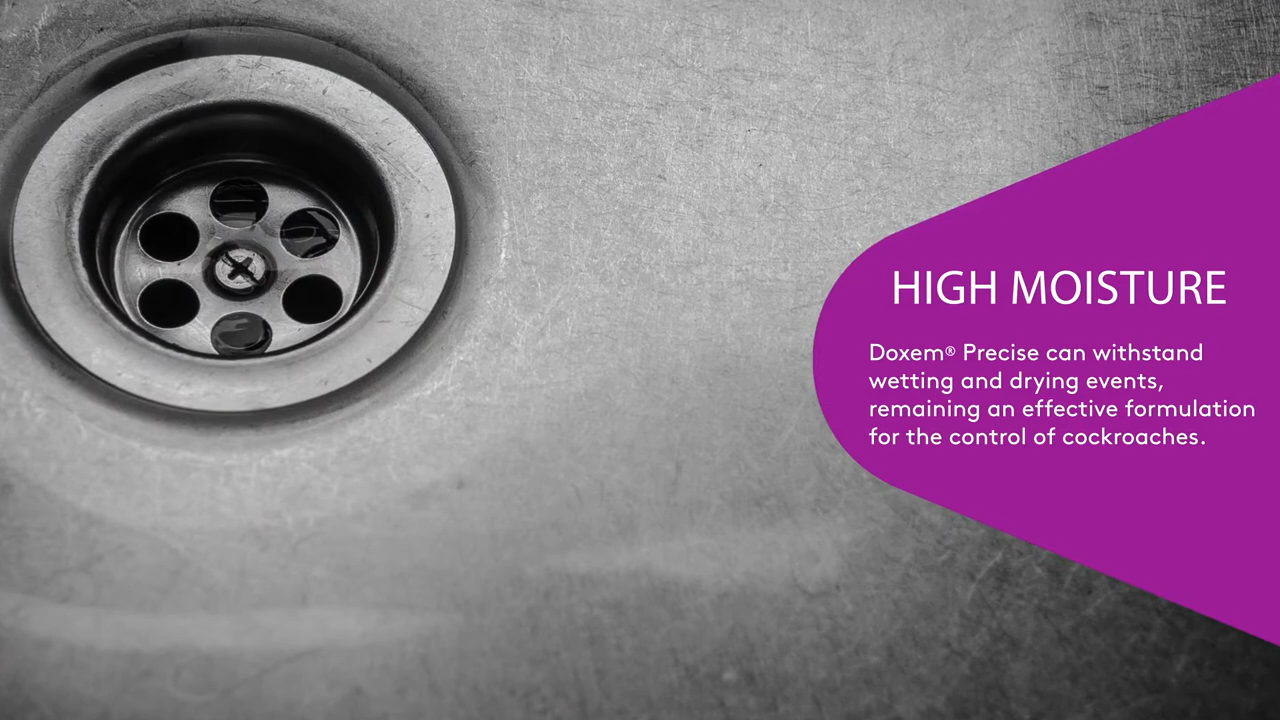 HIGH MOISTURE
Doxem® Precise can withstand
wetting and drying events,
remaining an effective formulation
for the control of cockroaches.